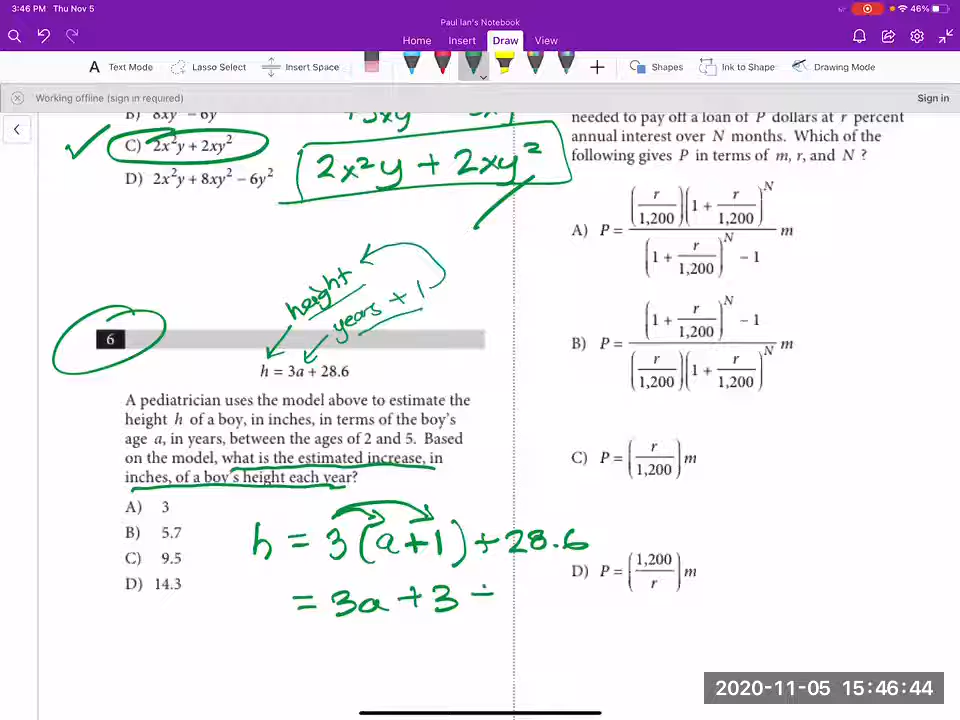 3:46 PM Thu Nov 5
46%
Paul Ian's Notebook
Home Insert Draw View
A Text Mode Lasso Select Insert Space + Shapes Ink to Shape Drawing Mode
Working offline (sign in required) Sign in
B) 8xy - 6y
C) 2x²y + 2xy²
D) 2x²y + 8xy² − 6y²
2x²y + 2xy²
height
years + 1
6
h = 3a + 28.6
A pediatrician uses the model above to estimate the
height h of a boy, in inches, in terms of the boy's
age a, in years, between the ages of 2 and 5. Based
on the model, what is the estimated increase, in
inches, of a boy's height each year?
A) 3
B) 5.7
C) 9.5
D) 14.3
h = 3 (a + 1) + 28.6
= 3a + 3 -
needed to pay off a loan of P dollars at r percent
annual interest over N months. Which of the
following gives P in terms of m, r, and N ?
A) P = (r/1,200)(1 + r/1,200)^N / ((1 + r/1,200)^N − 1) m
B) P = ((1 + r/1,200)^N − 1) / (r/1,200)(1 + r/1,200)^N m
C) P = (r/1,200) m
D) P = (1,200/r) m
2020-11-05 15:46:44